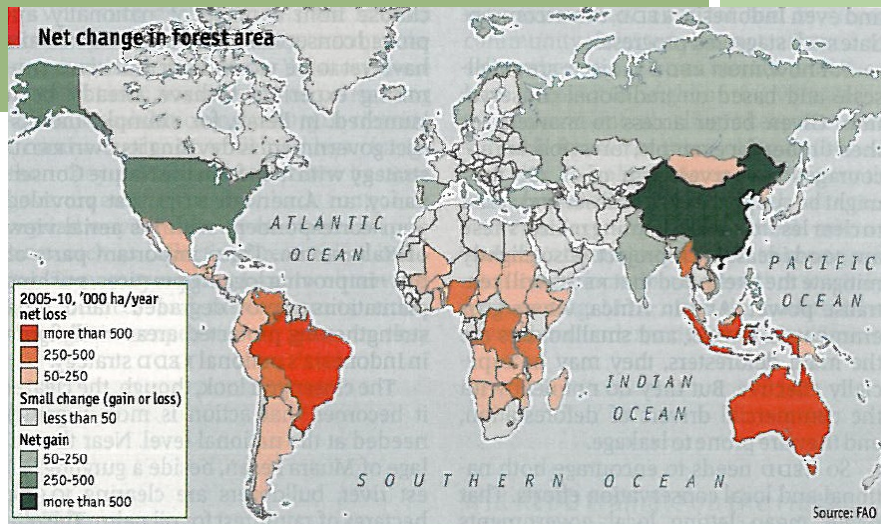 Net change in forest area
ATLANTIC
OCEAN
PACIFIC
OCEAN
INDIAN
OCEAN
SOUTHERN OCEAN
2005-10, '000 ha/year
net loss
more than 500
250-500
50-250
Small change (gain or loss)
less than 50
Net gain
50-250
250-500
more than 500
Source: FAO